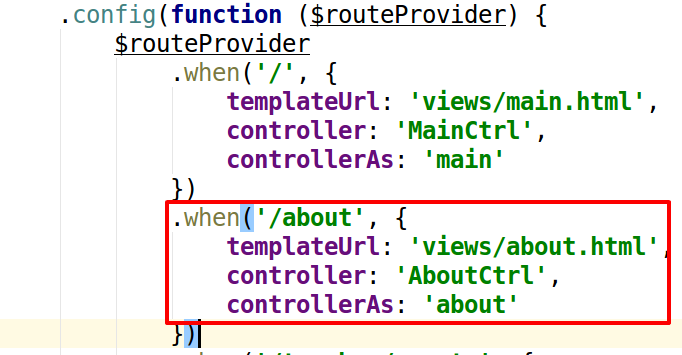 .config(function ($routeProvider) {
$routeProvider
.when('/', {
templateUrl: 'views/main.html',
controller: 'MainCtrl',
controllerAs: 'main'
})
.when('/about', {
templateUrl: 'views/about.html',
controller: 'AboutCtrl',
controllerAs: 'about'
})